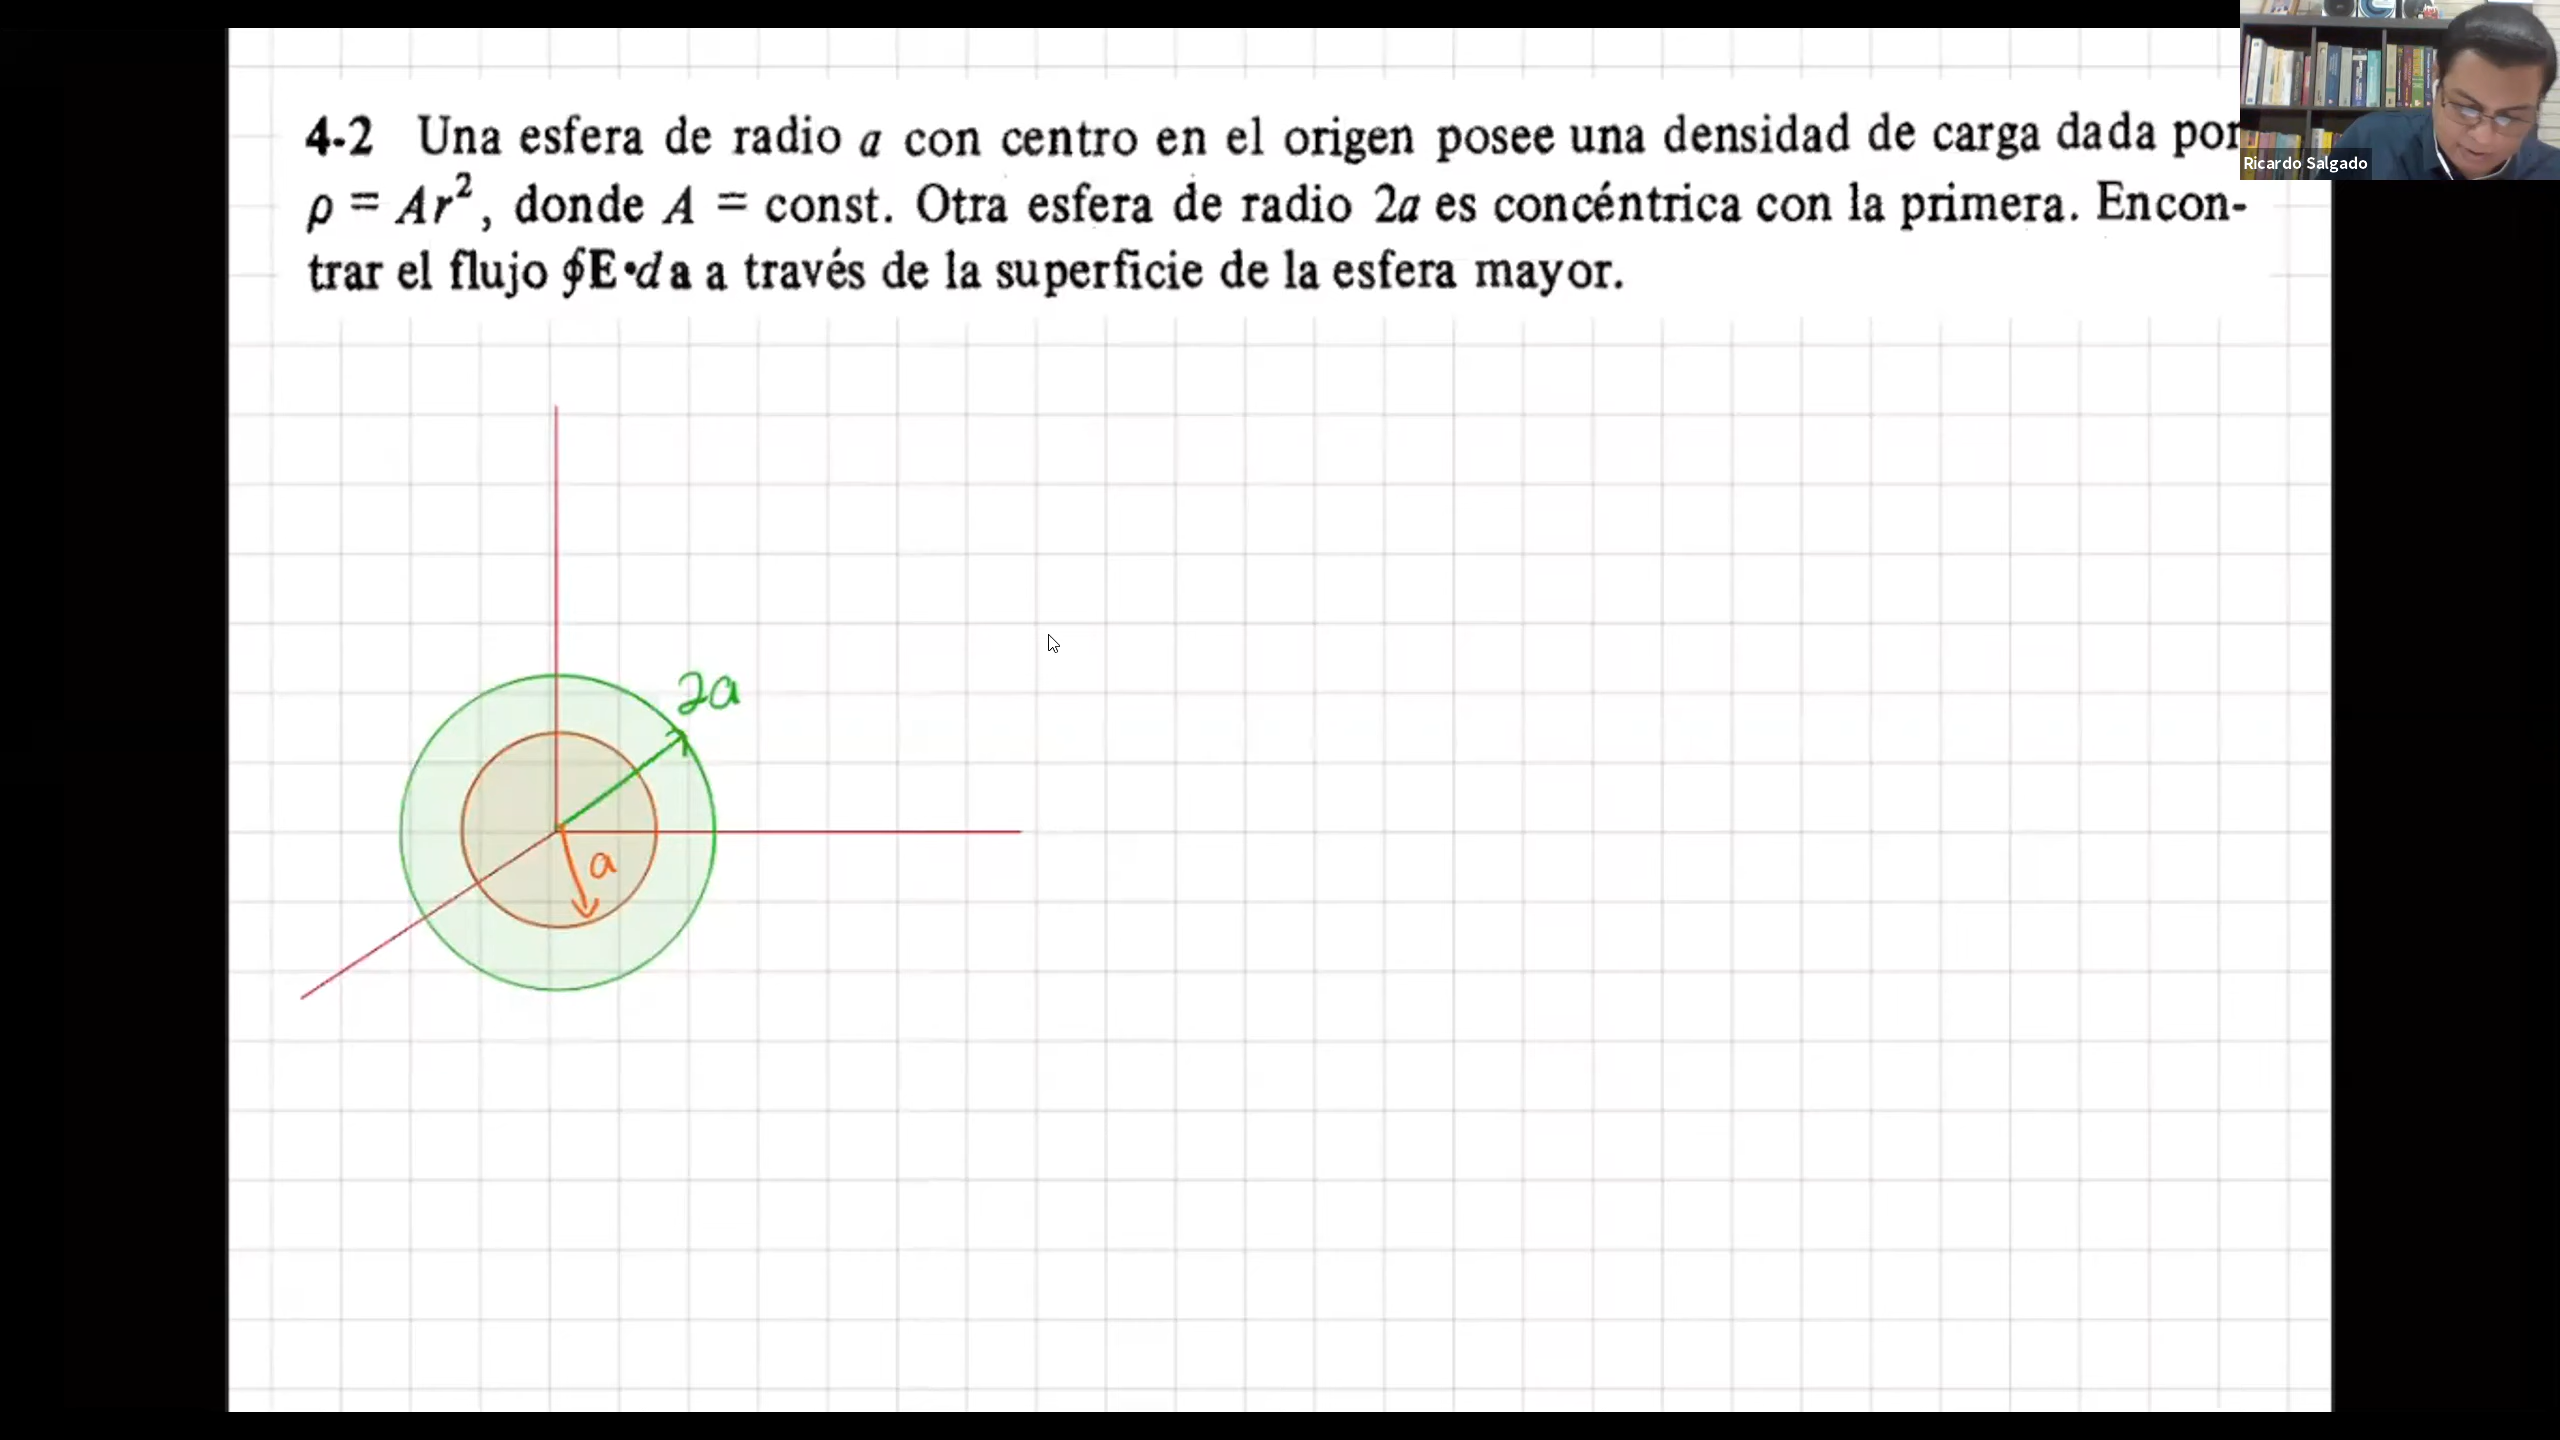 4-2 Una esfera de radio a con centro en el origen posee una densidad de carga dada por
ρ = Ar², donde A = const. Otra esfera de radio 2a es concéntrica con la primera. Encon-
trar el flujo ∮E•da a través de la superficie de la esfera mayor.
Ricardo Salgado
2a
a